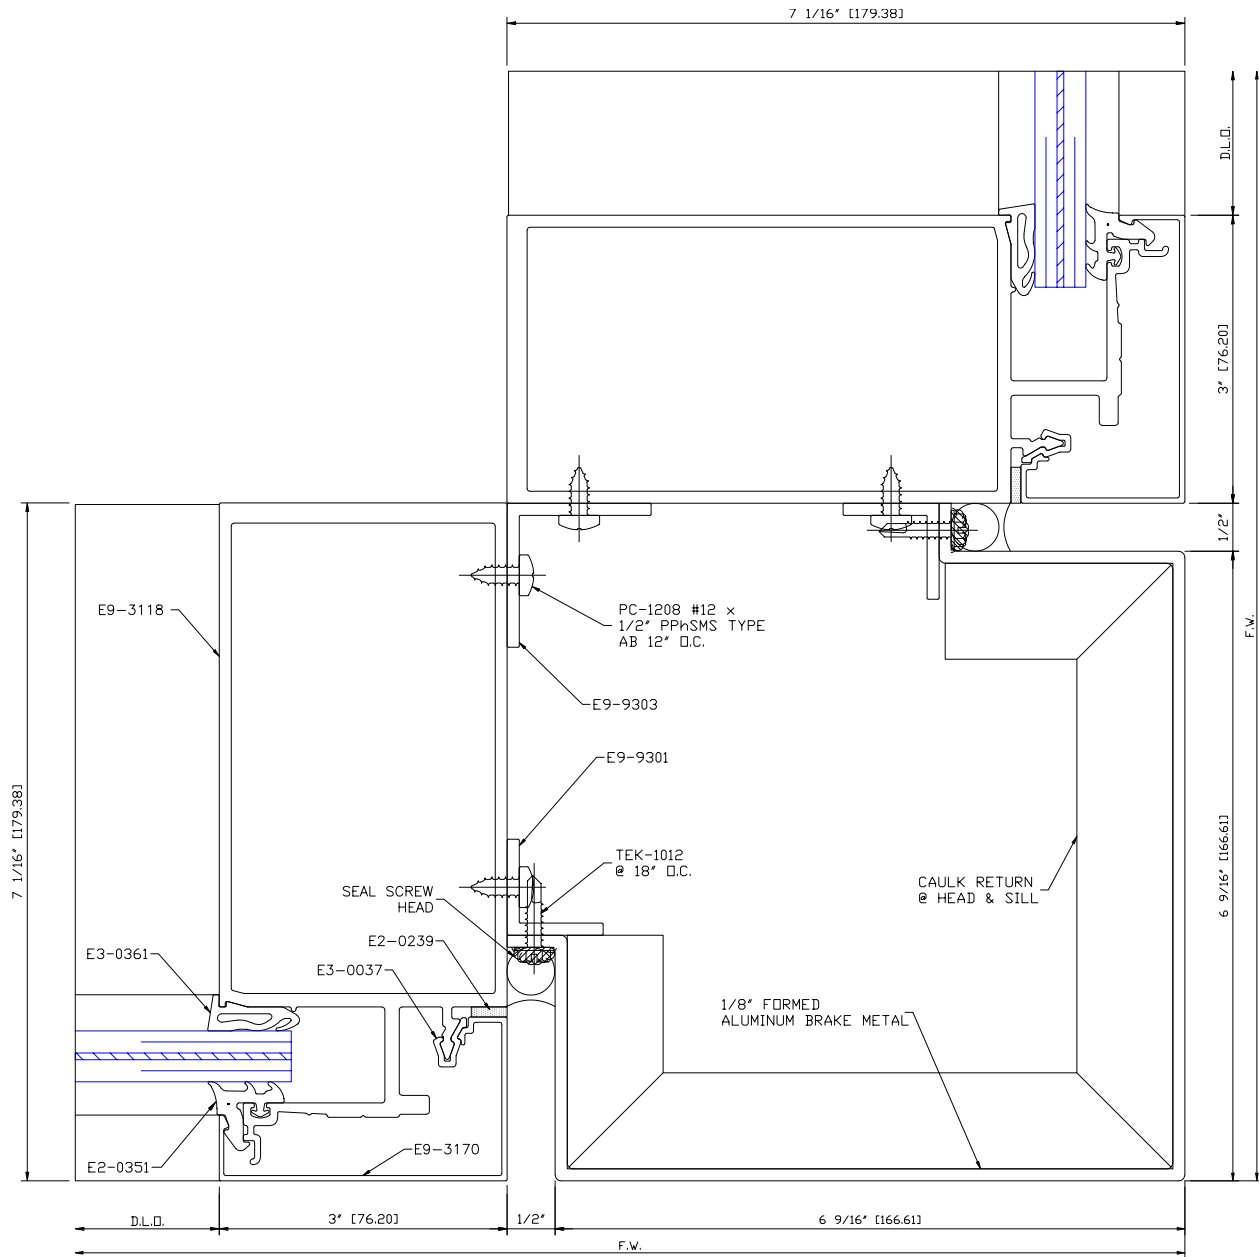 7 1/16" [179.38]
D.L.O.
3" [76.20]
1/2"
F.W.
E9-3118
PC-1208 #12 x
1/2" PPhSMS TYPE
AB 12" O.C.
E9-9303
E9-9301
7 1/16" [179.38]
TEK-1012
@ 18" O.C.
SEAL SCREW
HEAD
CAULK RETURN
@ HEAD & SILL
6 9/16" [166.61]
E2-0239
E3-0361
E3-0037
1/8" FORMED
ALUMINUM BRAKE METAL
E9-3170
E2-0351
D.L.O.
3" [76.20]
1/2"
6 9/16" [166.61]
F.W.